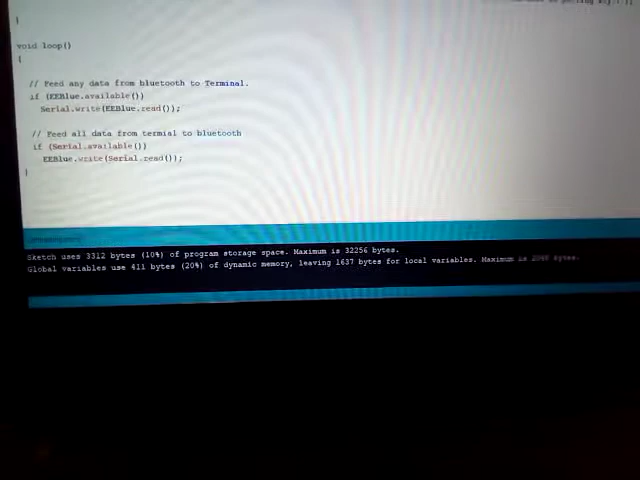 }
void loop()
{
// Feed any data from bluetooth to Terminal.
if (EEBlue.available())
Serial.write(EEBlue.read());
// Feed all data from termial to bluetooth
if (Serial.available())
EEBlue.write(Serial.read());
}
Sketch uses 3312 bytes (10%) of program storage space. Maximum is 32256 bytes.
Global variables use 411 bytes (20%) of dynamic memory, leaving 1637 bytes for local variables. Maximum is 2048 bytes.